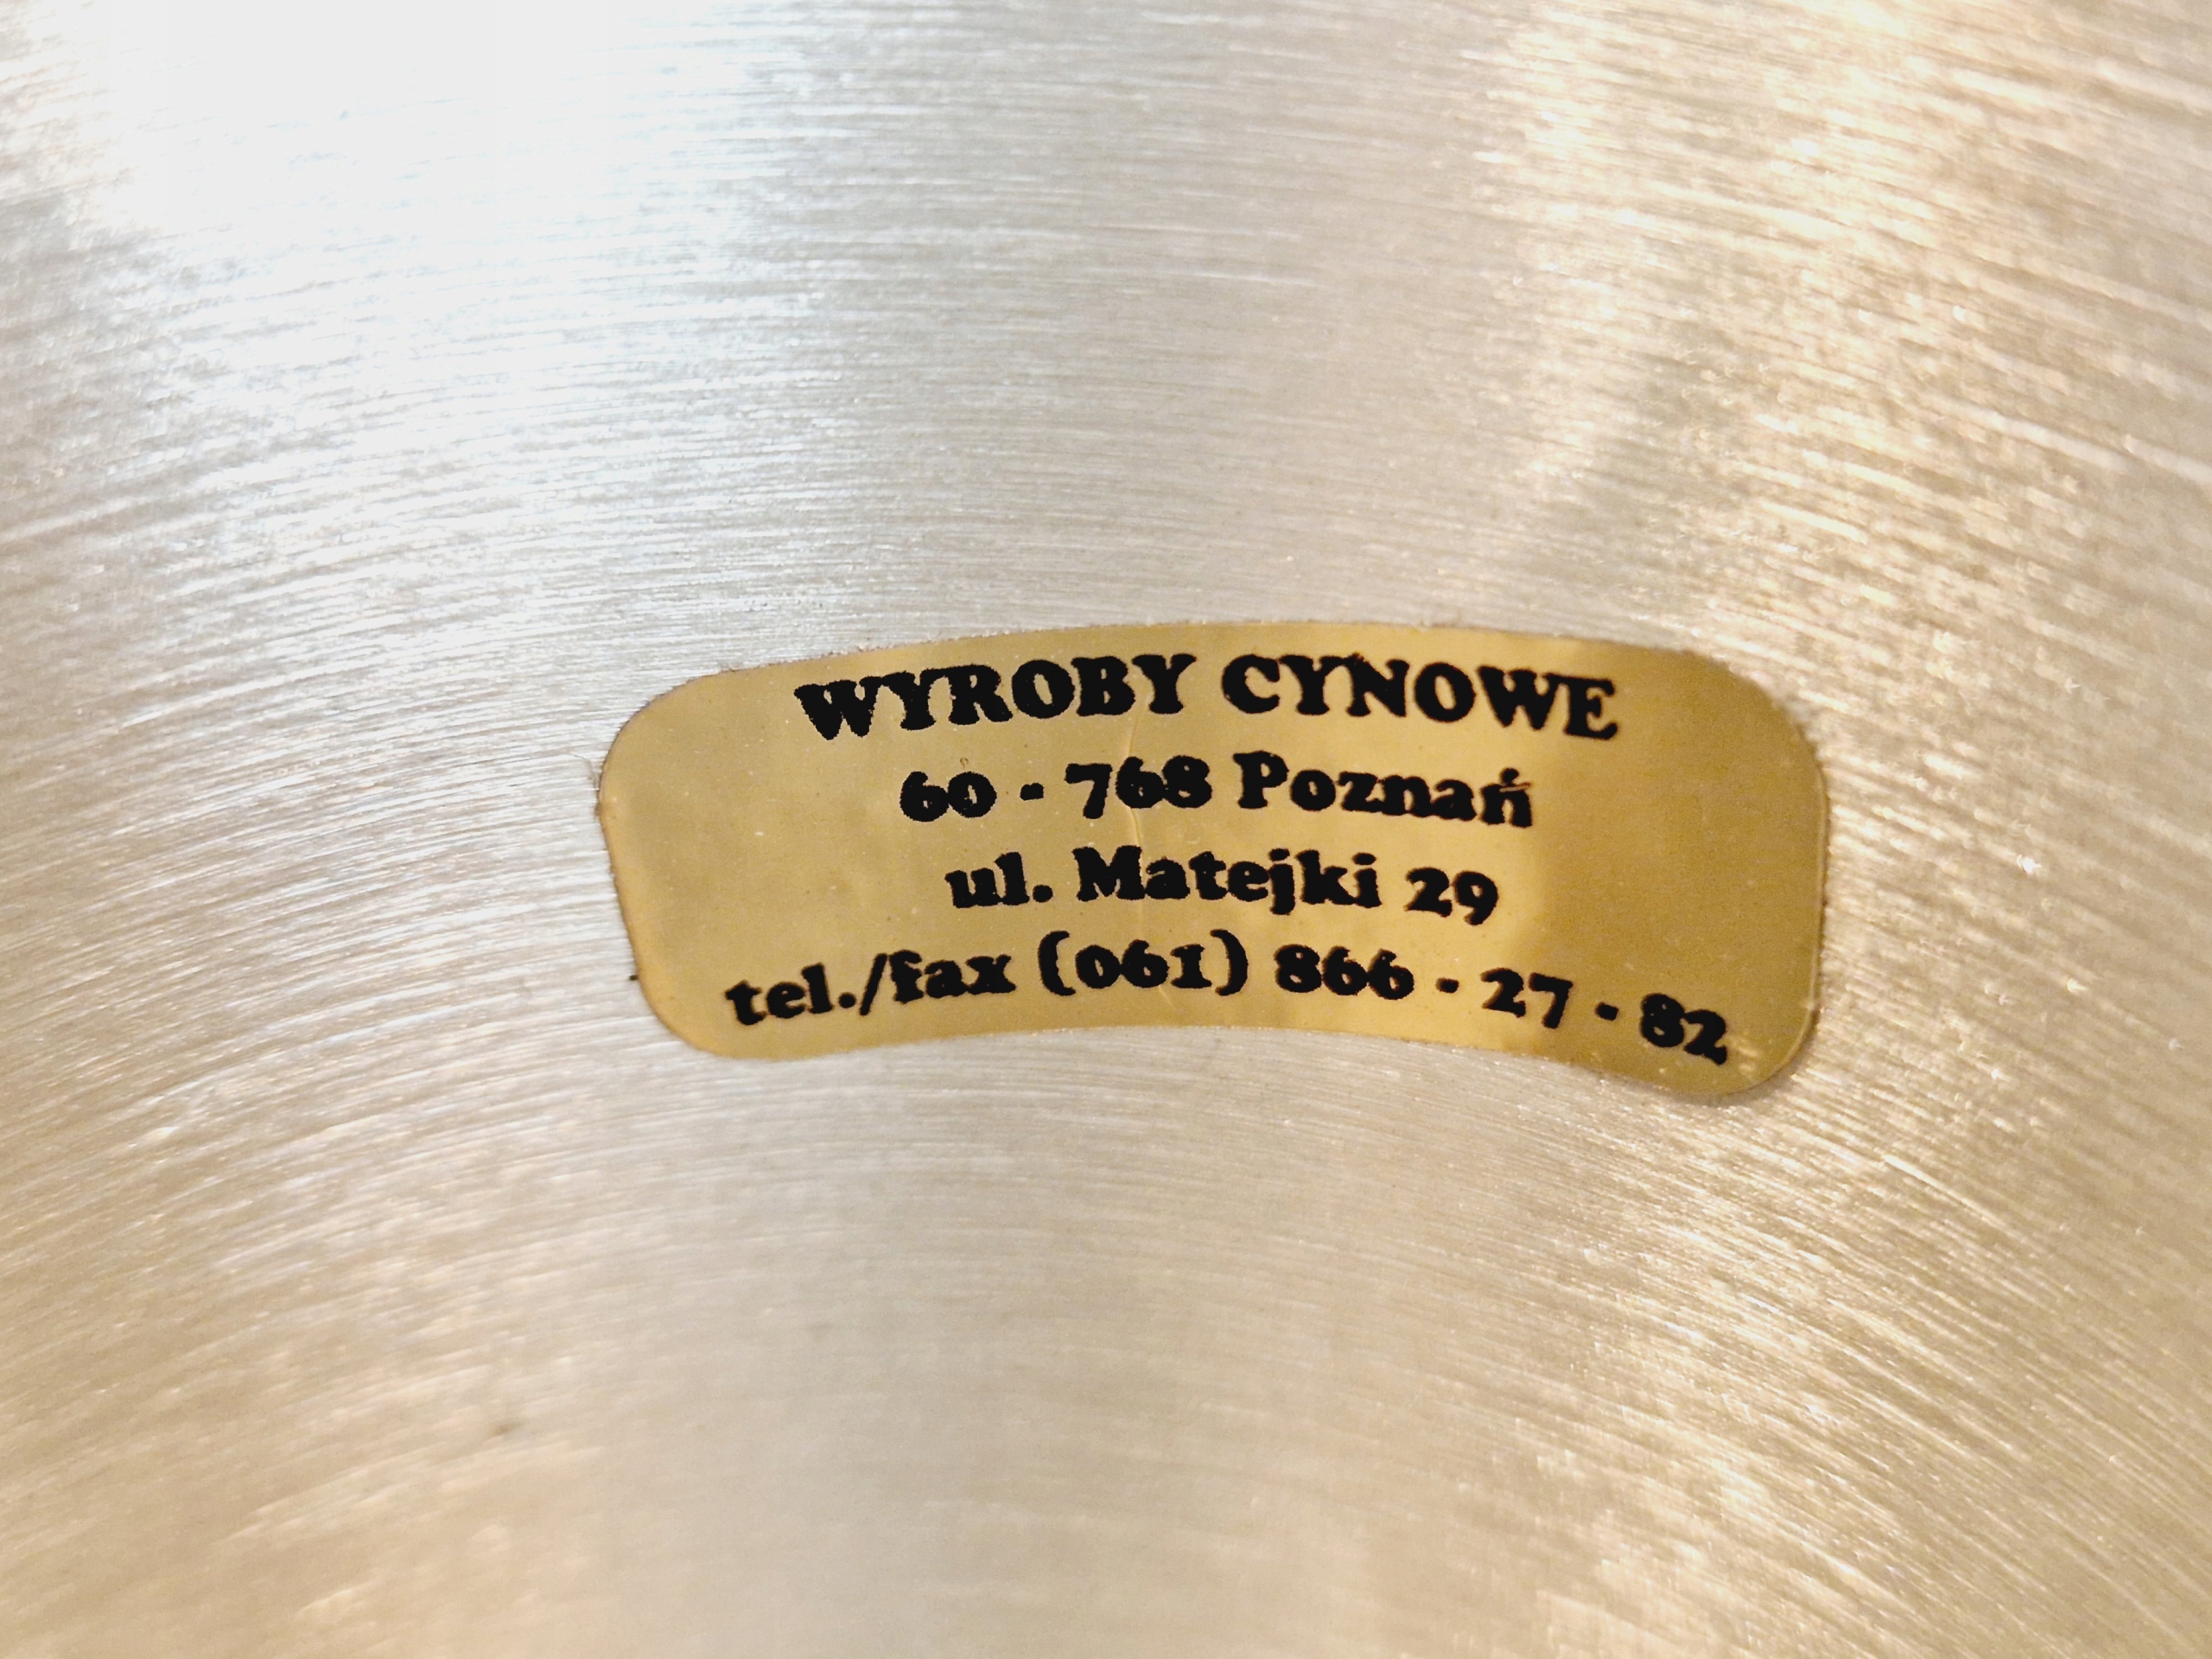 WYROBY CYNOWE
60 - 768 Poznań
ul. Matejki 29
tel./fax (061) 866 - 27 - 82